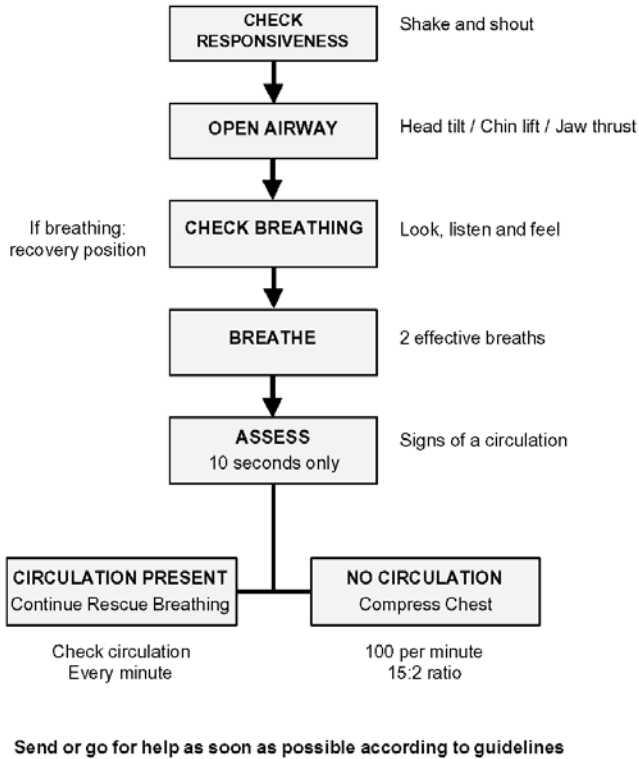 CHECK
RESPONSIVENESS
Shake and shout
OPEN AIRWAY
Head tilt / Chin lift / Jaw thrust
If breathing:
recovery position
CHECK BREATHING
Look, listen and feel
BREATHE
2 effective breaths
ASSESS
10 seconds only
Signs of a circulation
CIRCULATION PRESENT
Continue Rescue Breathing
NO CIRCULATION
Compress Chest
Check circulation
Every minute
100 per minute
15:2 ratio
Send or go for help as soon as possible according to guidelines